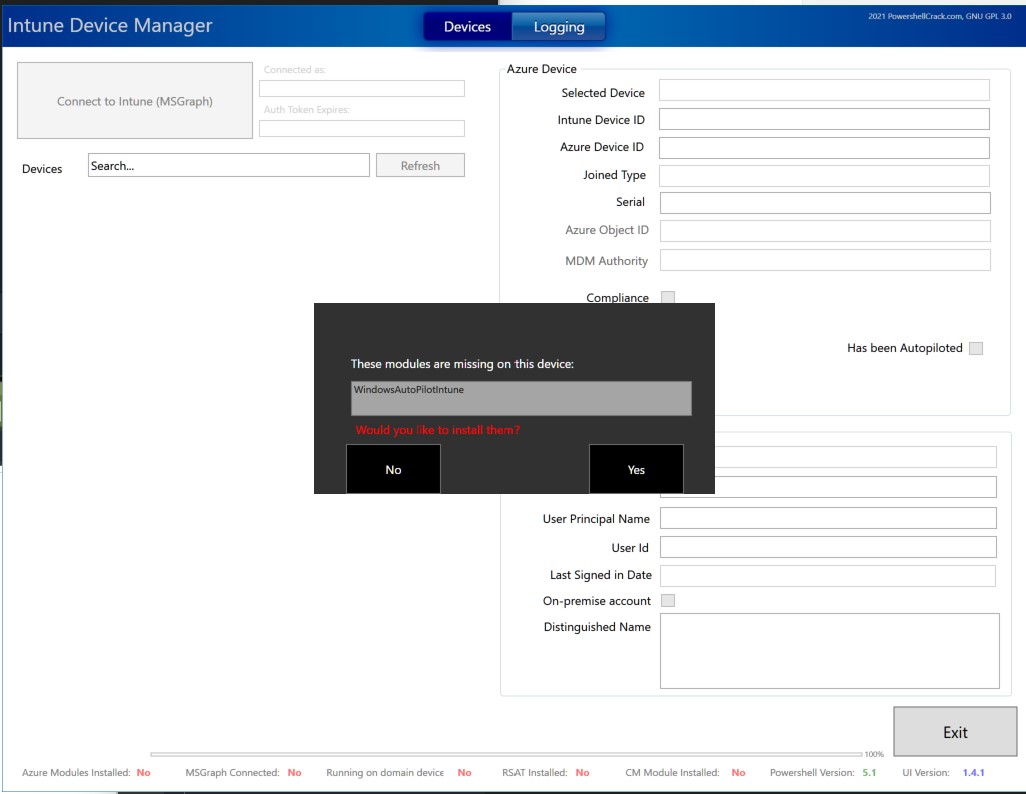 Intune Device Manager
Devices
Logging
2021 PowershellCrack.com, GNU GPL 3.0
Connect to Intune (MSGraph)
Connected as:
Auth Token Expires:
Devices
Search...
Refresh
Azure Device
Selected Device
Intune Device ID
Azure Device ID
Joined Type
Serial
Azure Object ID
MDM Authority
Compliance
Has been Autopiloted
These modules are missing on this device:
WindowsAutoPilotIntune
Would you like to install them?
No
Yes
User Principal Name
User Id
Last Signed in Date
On-premise account
Distinguished Name
Exit
100%
Azure Modules Installed: No
MSGraph Connected: No
Running on domain device No
RSAT Installed: No
CM Module Installed: No
Powershell Version: 5.1
UI Version: 1.4.1